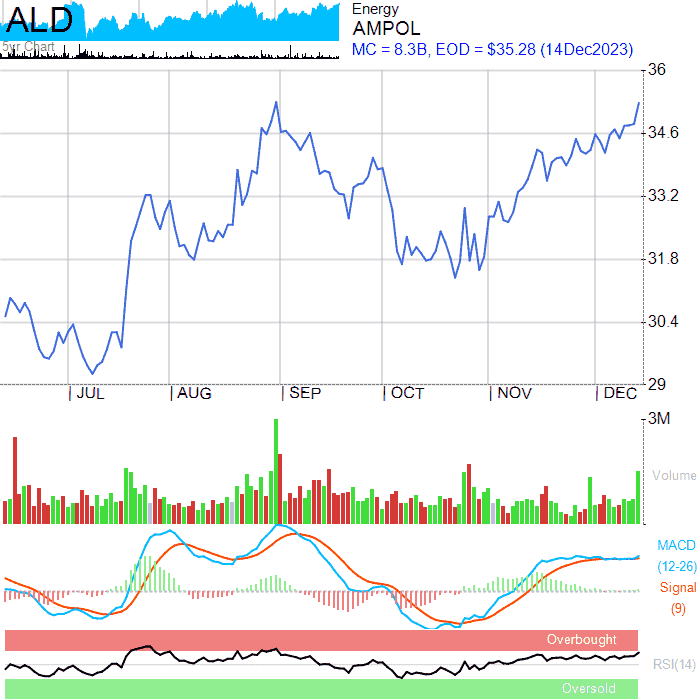 ALD
5yr Chart
Energy
AMPOL
MC = 8.3B, EOD = $35.28 (14Dec2023)
36
34.6
33.2
31.8
30.4
29
JUL
AUG
SEP
OCT
NOV
DEC
3M
Volume
MACD
(12-26)
Signal
(9)
Overbought
RSI(14)
Oversold